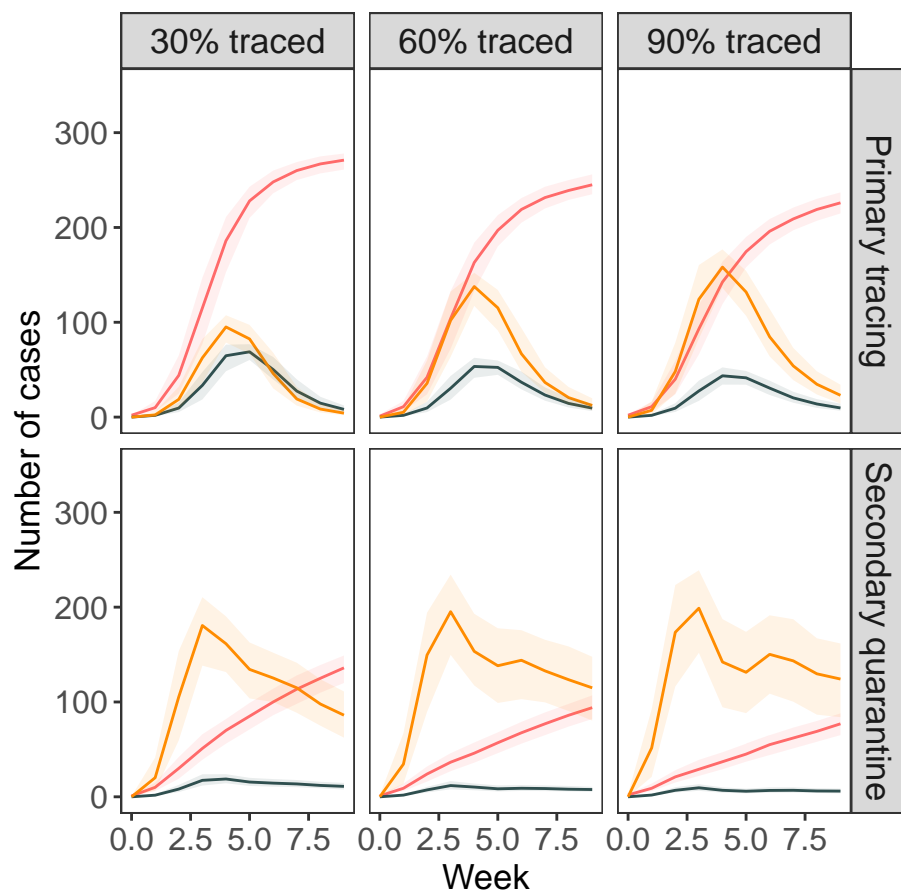 30% traced
60% traced
90% traced
Primary tracing
Secondary quarantine
Number of cases
300
200
100
0
300
200
100
0
0.0 2.5 5.0 7.5
0.0 2.5 5.0 7.5
0.0 2.5 5.0 7.5
Week